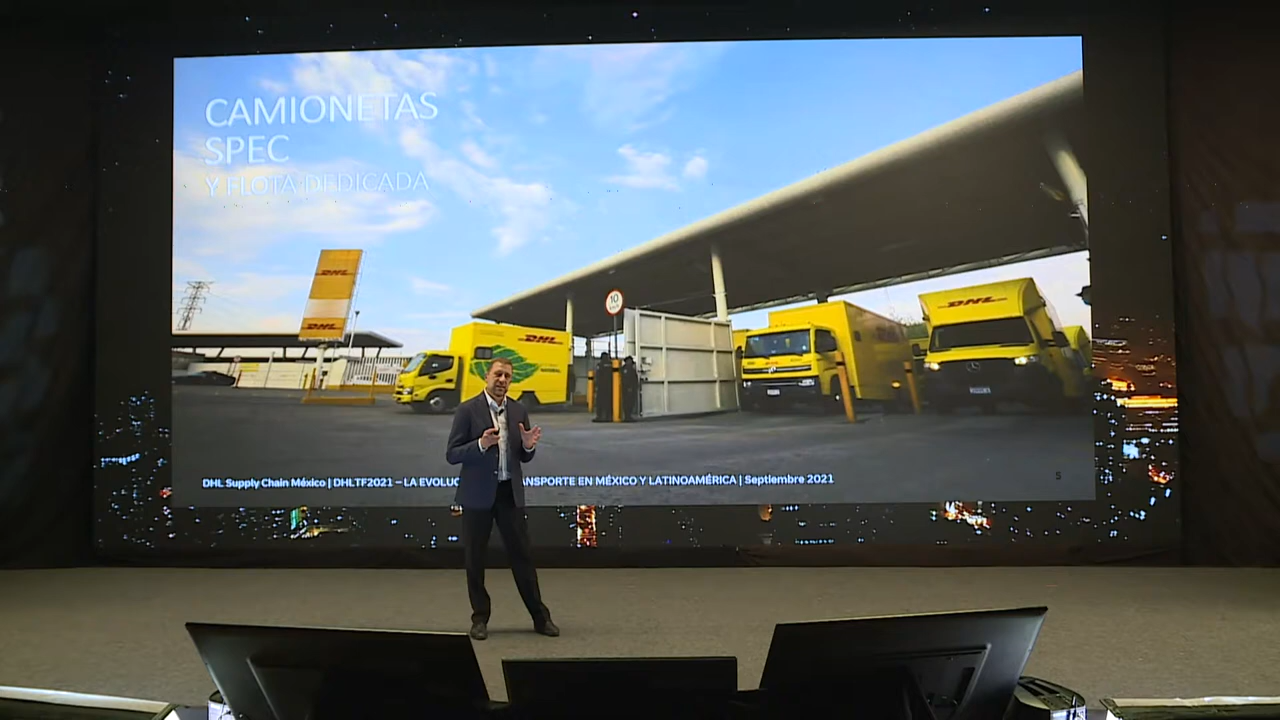 CAMIONETAS
SPEC
Y FLOTA DEDICADA
DHL
DHL
DHL
10
DHL
DHL Supply Chain México | DHLTF2021 – LA EVOLUC ANSPORTE EN MÉXICO Y LATINOAMÉRICA | Septiembre 2021
5